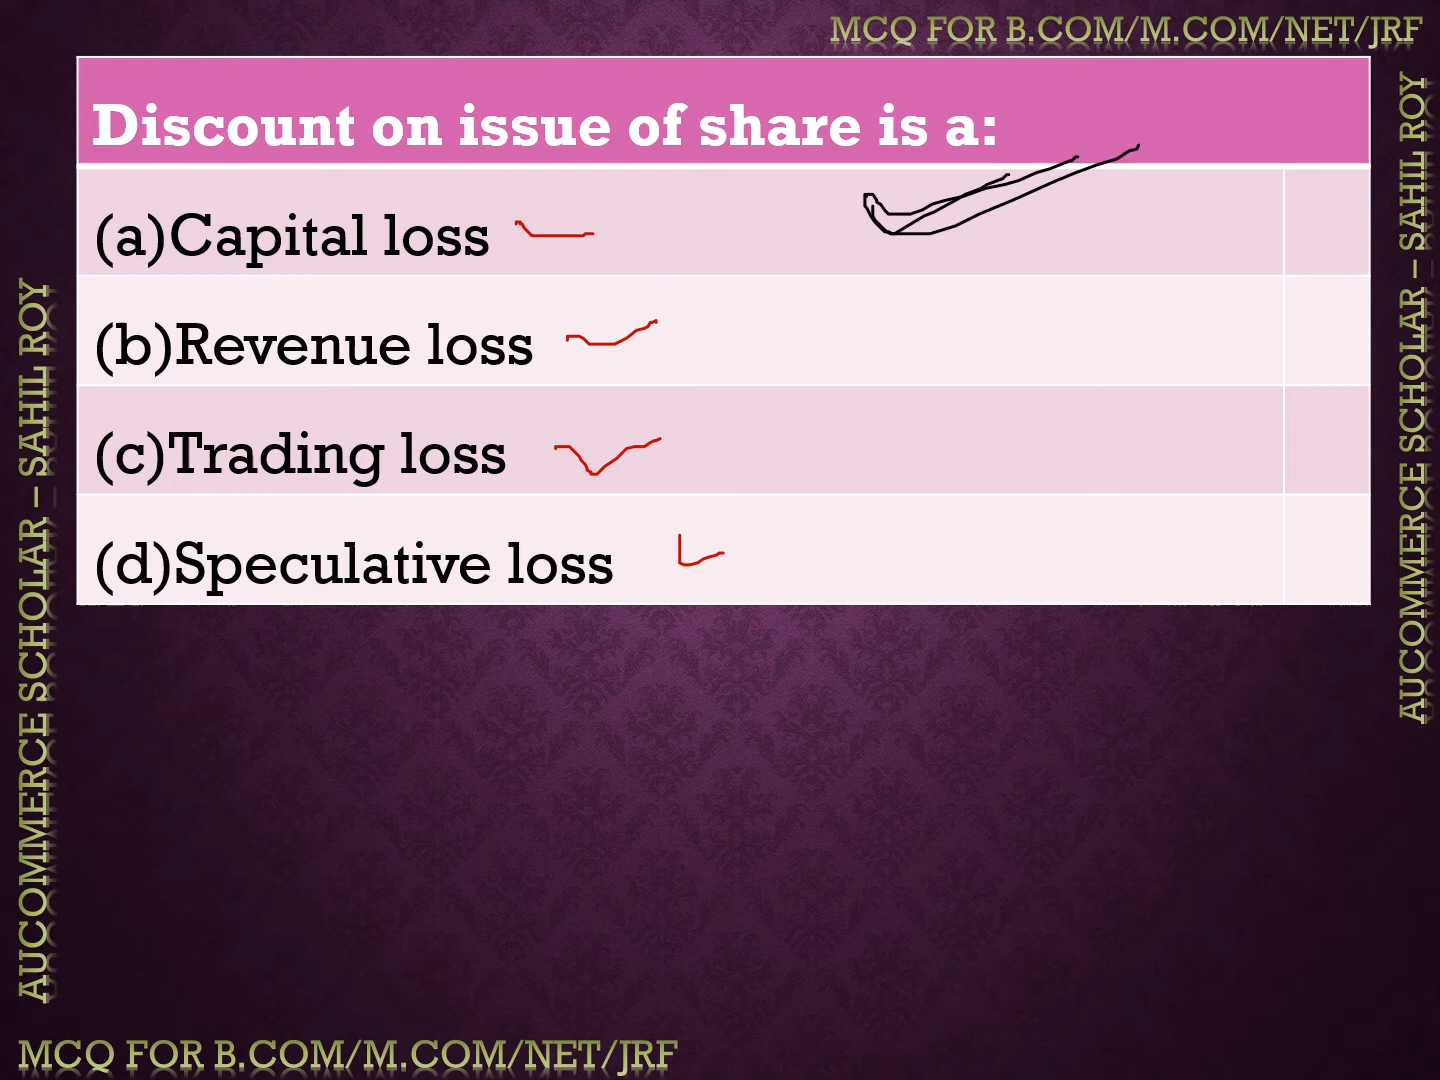 MCQ FOR B.COM/M.COM/NET/JRF
Discount on issue of share is a:
(a)Capital loss
(b)Revenue loss
(c)Trading loss
(d)Speculative loss
AUCOMMERCE SCHOLAR – SAHIL ROY
AUCOMMERCE SCHOLAR – SAHIL ROY
MCQ FOR B.COM/M.COM/NET/JRF